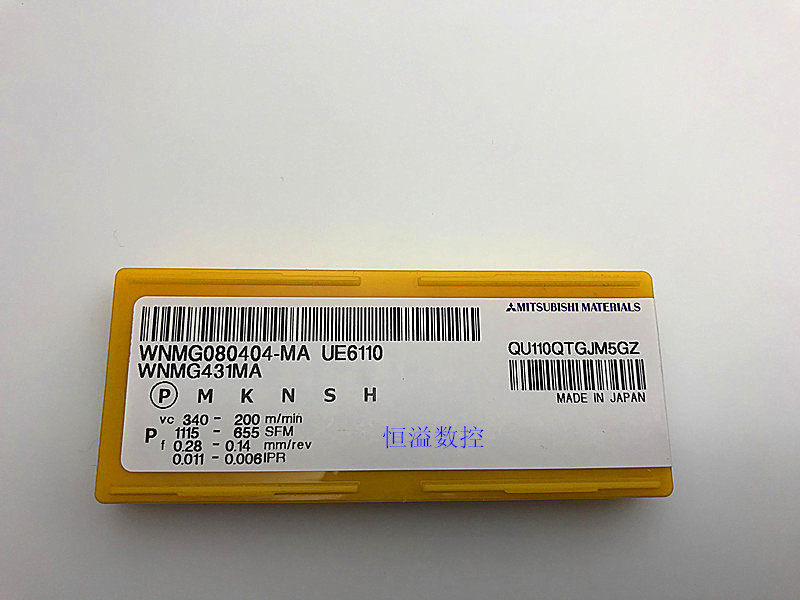 MITSUBISHI MATERIALS
WNMG080404-MA UE6110
WNMG431MA
QU110QTGJM5GZ
MADE IN JAPAN
P M K N S H
vc 340 - 200 m/min
P 1115 - 655 SFM
f 0.28 - 0.14 mm/rev
0.011 - 0.006 IPR
恒溢数控